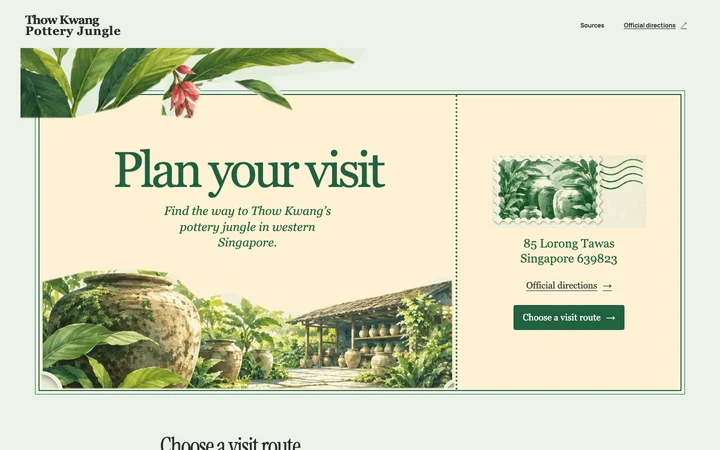 Thow Kwang
Pottery Jungle
Sources
Official directions ↗
Plan your visit
Find the way to Thow Kwang’s
pottery jungle in western
Singapore.
85 Lorong Tawas
Singapore 639823
Official directions →
Choose a visit route →
Choose a visit route